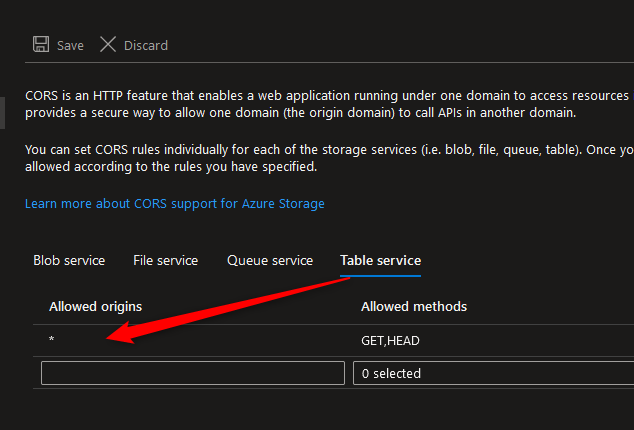 Save Discard
CORS is an HTTP feature that enables a web application running under one domain to access resources
provides a secure way to allow one domain (the origin domain) to call APIs in another domain.
You can set CORS rules individually for each of the storage services (i.e. blob, file, queue, table). Once yo
allowed according to the rules you have specified.
Learn more about CORS support for Azure Storage
Blob service File service Queue service Table service
Allowed origins Allowed methods
* GET,HEAD
0 selected